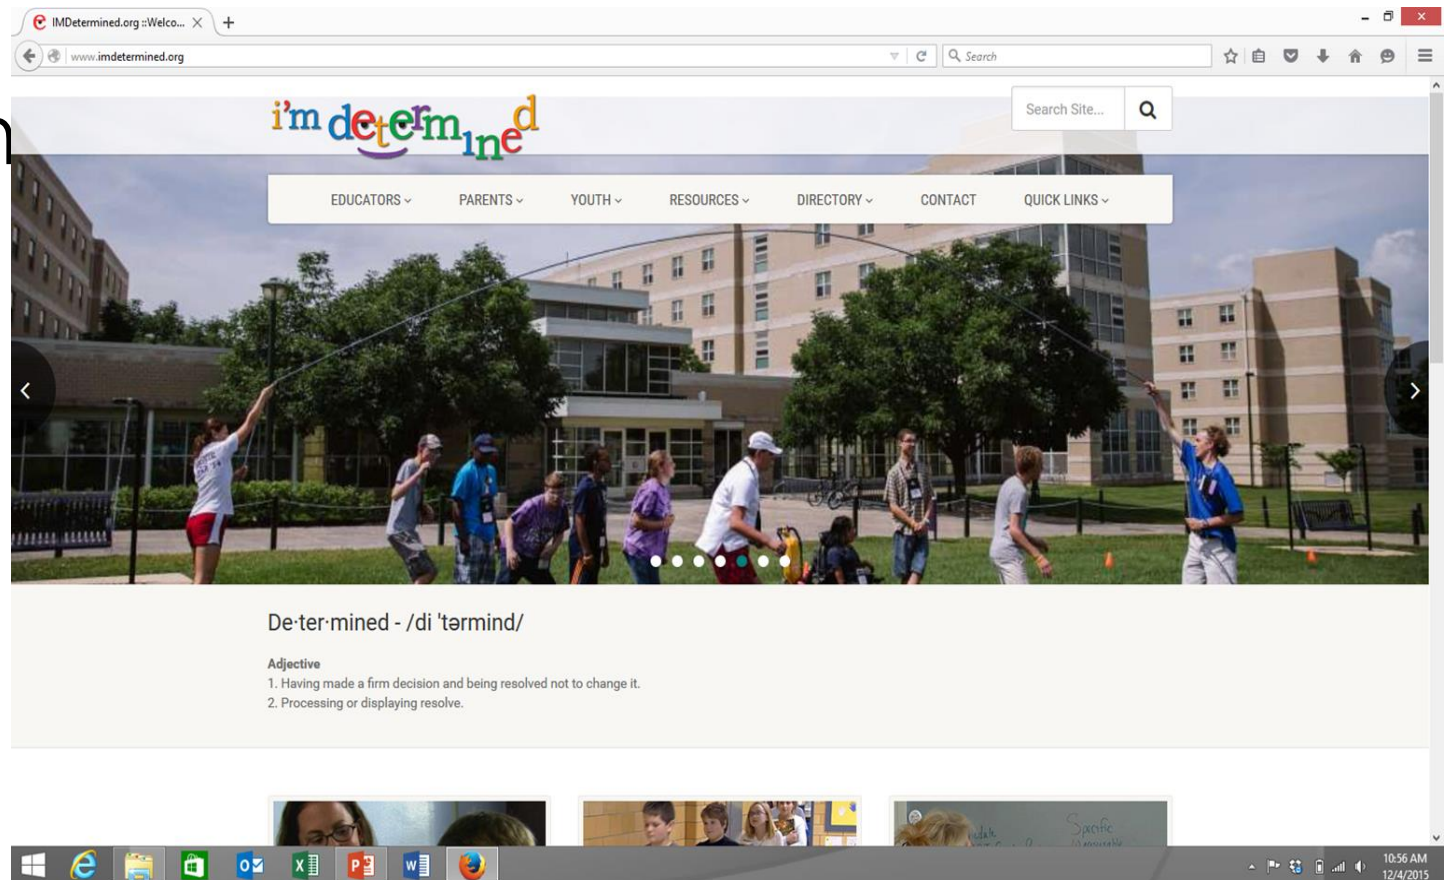 IMDetermined.org ::Welco...
www.imdetermined.org
Search
i'm determined
Search Site...
EDUCATORS
PARENTS
YOUTH
RESOURCES
DIRECTORY
CONTACT
QUICK LINKS
De·ter·mined - /di 'tərmind/
Adjective
1. Having made a firm decision and being resolved not to change it.
2. Processing or displaying resolve.
Specific
Measurable
10:56 AM
12/4/2015